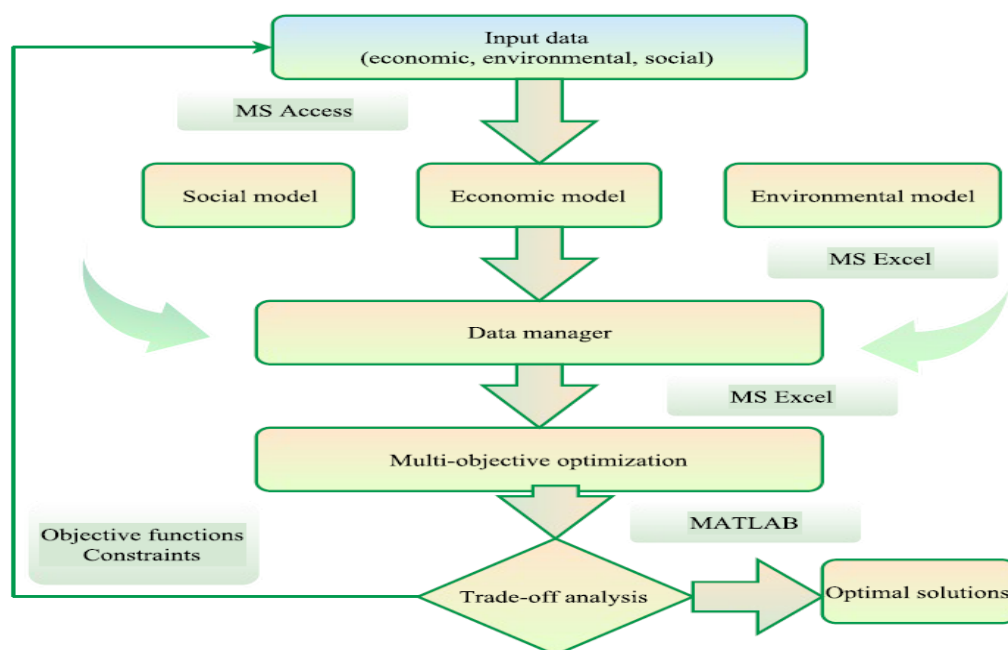 Input data
(economic, environmental, social)
MS Access
Social model
Economic model
Environmental model
MS Excel
Data manager
MS Excel
Multi-objective optimization
MATLAB
Objective functions
Constraints
Trade-off analysis
Optimal solutions